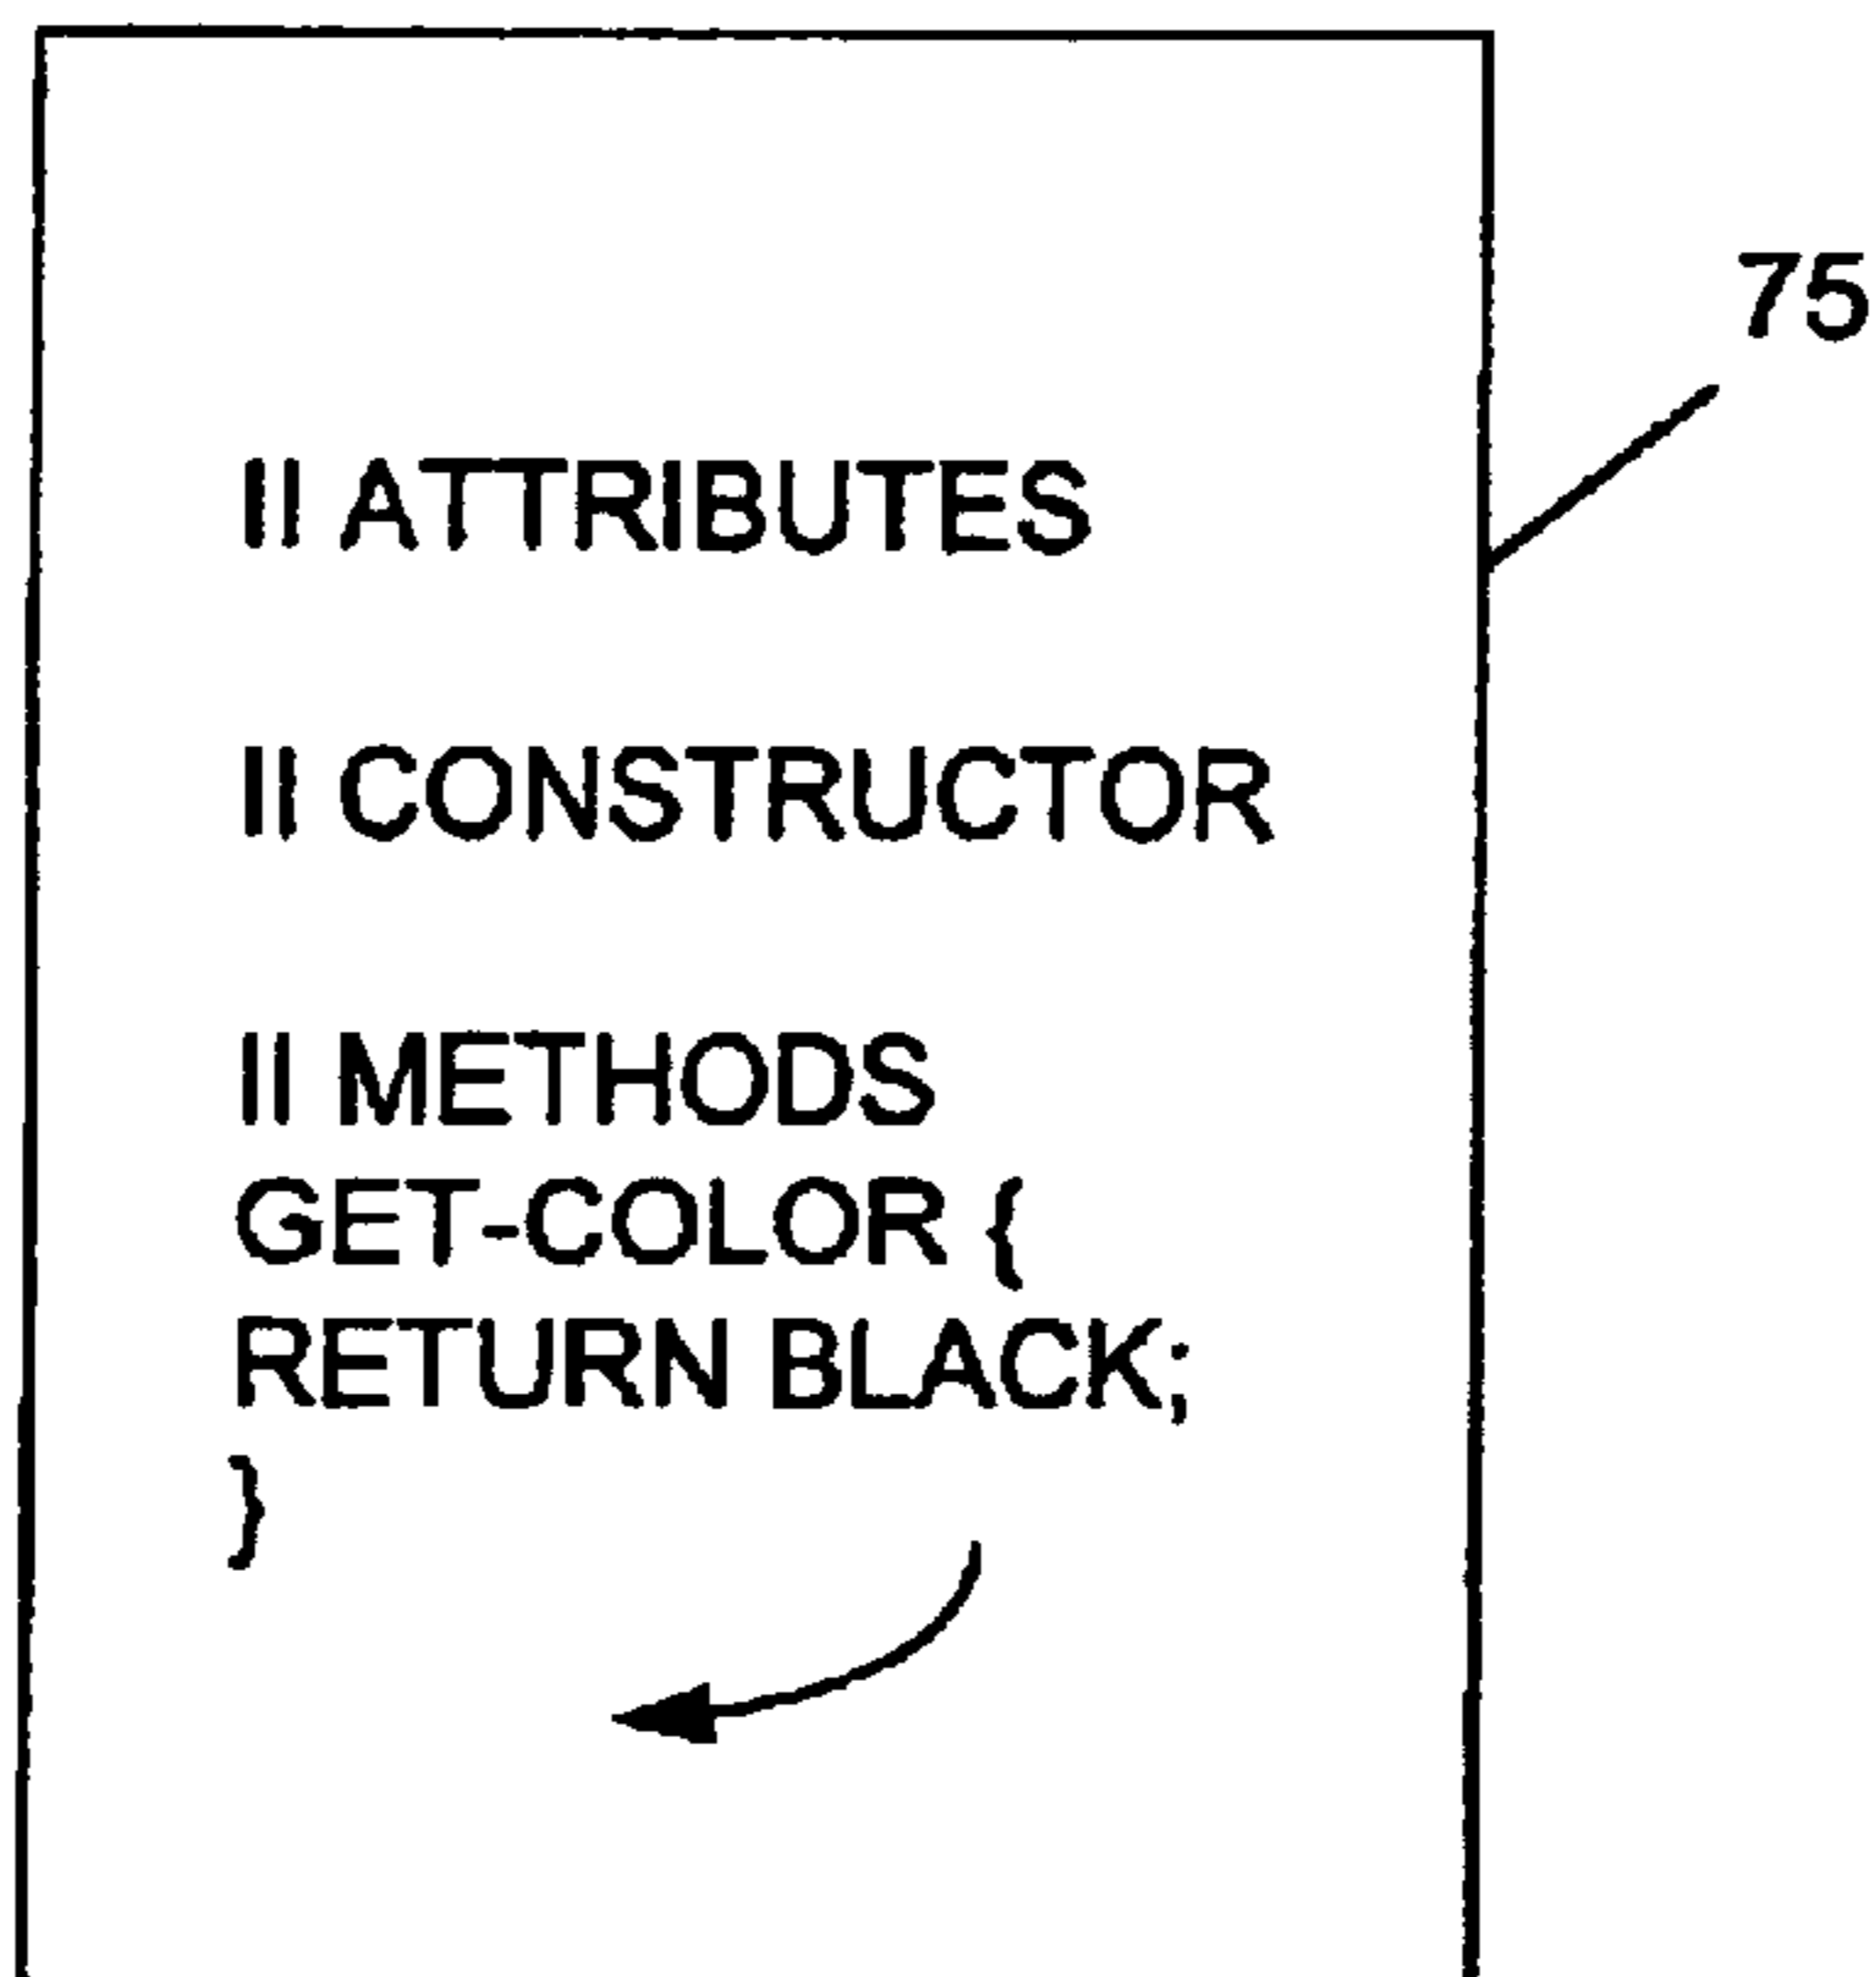 75
II ATTRIBUTES
II CONSTRUCTOR
II METHODS
GET-COLOR {
RETURN BLACK;
}